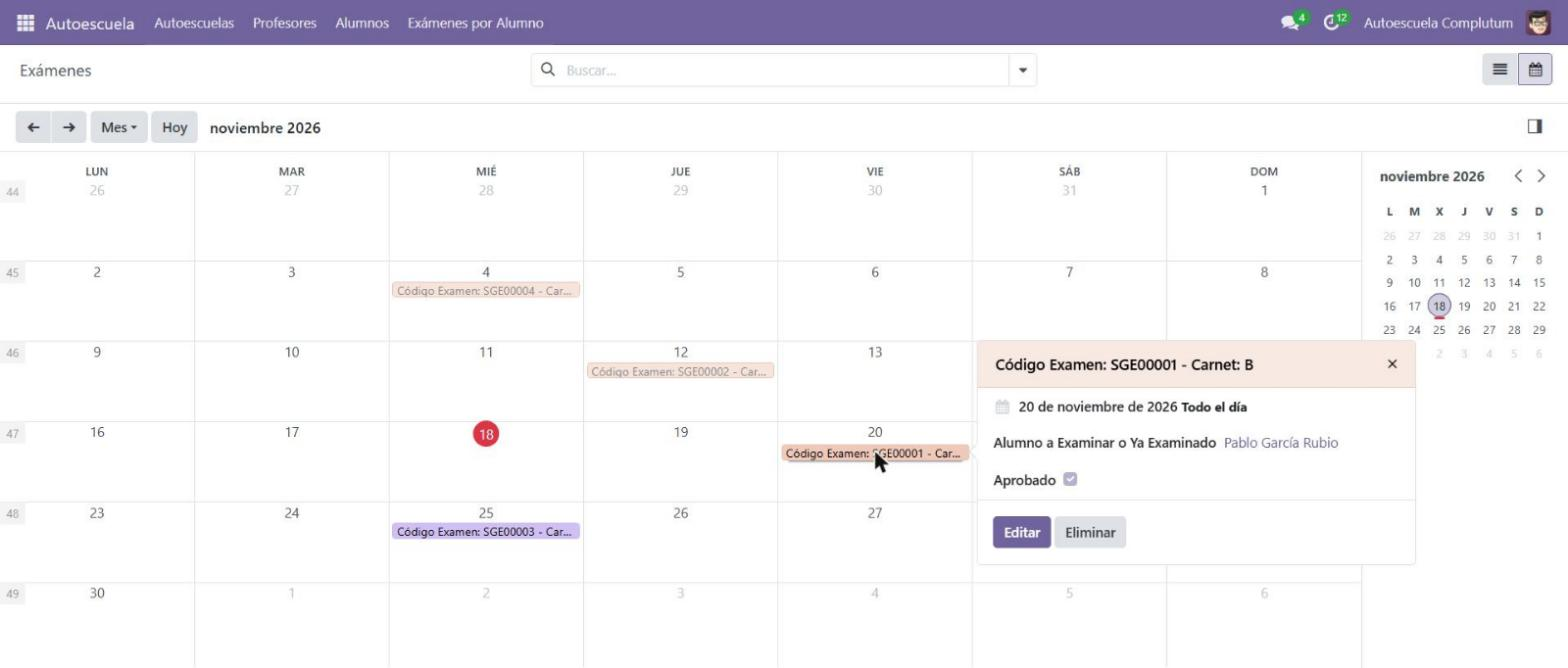 Autoescuela Autoescuelas Profesores Alumnos Exámenes por Alumno 4 12 Autoescuela Complutum
Exámenes Buscar...
Mes Hoy noviembre 2026
LUN MAR MIÉ JUE VIE SÁB DOM
44 26 27 28 29 30 31 1
45 2 3 4 5 6 7 8
Código Examen: SGE00004 - Car...
46 9 10 11 12 13
Código Examen: SGE00002 - Car...
47 16 17 18 19 20
Código Examen: SGE00001 - Car...
48 23 24 25 26 27
Código Examen: SGE00003 - Car...
49 30 1 2 3 4 5 6
Código Examen: SGE00001 - Carnet: B
20 de noviembre de 2026 Todo el día
Alumno a Examinar o Ya Examinado Pablo García Rubio
Aprobado
Editar Eliminar
noviembre 2026
L M X J V S D
26 27 28 29 30 31 1
2 3 4 5 6 7 8
9 10 11 12 13 14 15
16 17 18 19 20 21 22
23 24 25 26 27 28 29
2 3 4 5 6